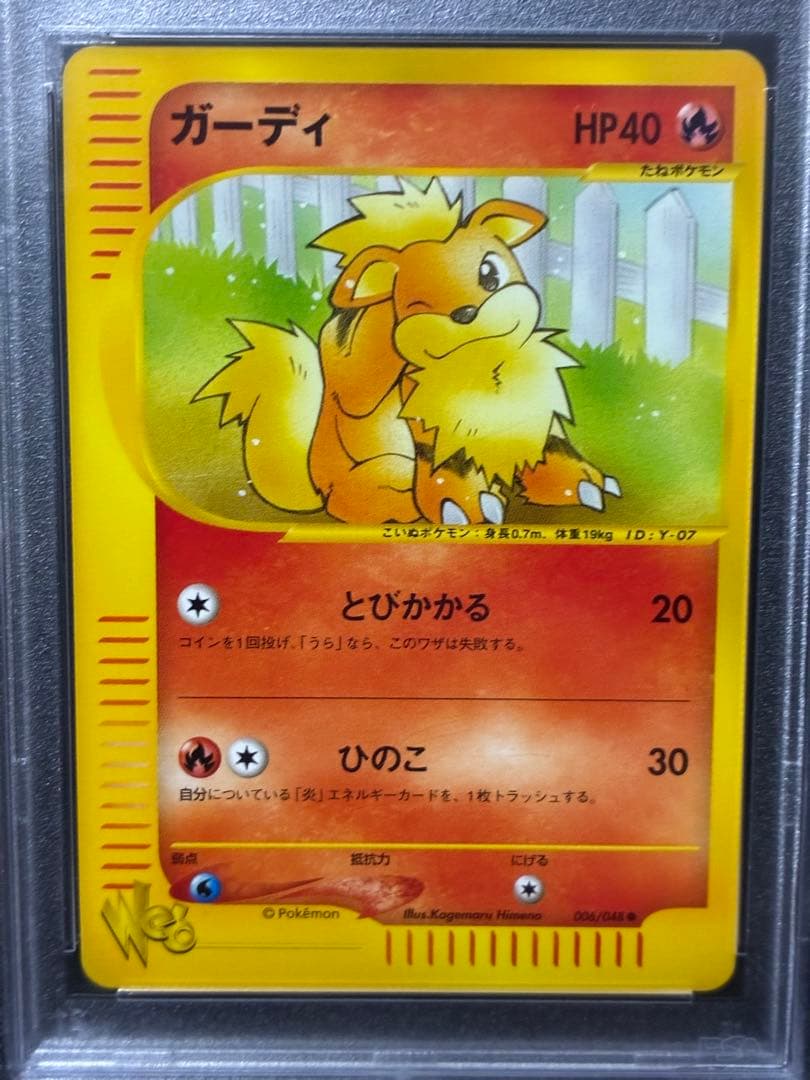 ガーディ HP40
たねポケモン
こいぬポケモン：身長0.7m、体重19kg ID:Y-07
とびかかる 20
コインを1回投げ、「うら」なら、このワザは失敗する。
ひのこ 30
自分についている「炎」エネルギーカードを、1枚トラッシュする。
弱点 抵抗力 にげる
Web
© Pokémon Illus.Kagemaru Himeno 006/048●
PSA